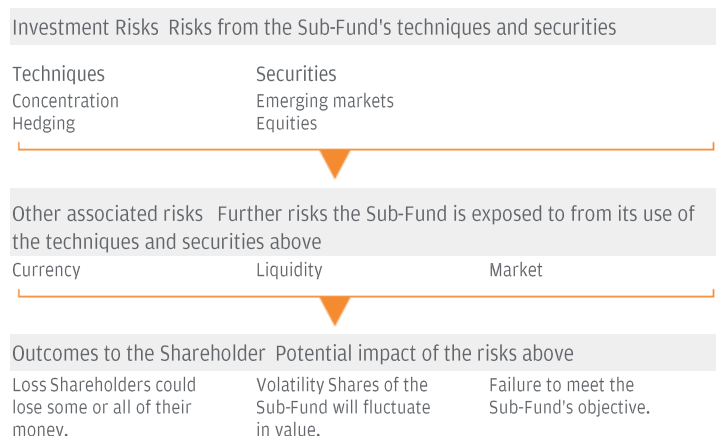 Investment Risks Risks from the Sub-Fund's techniques and securities
Techniques
Concentration
Hedging
Securities
Emerging markets
Equities
Other associated risks Further risks the Sub-Fund is exposed to from its use of
the techniques and securities above
Currency
Liquidity
Market
Outcomes to the Shareholder Potential impact of the risks above
Loss Shareholders could
lose some or all of their
money.
Volatility Shares of the
Sub-Fund will fluctuate
in value.
Failure to meet the
Sub-Fund's objective.